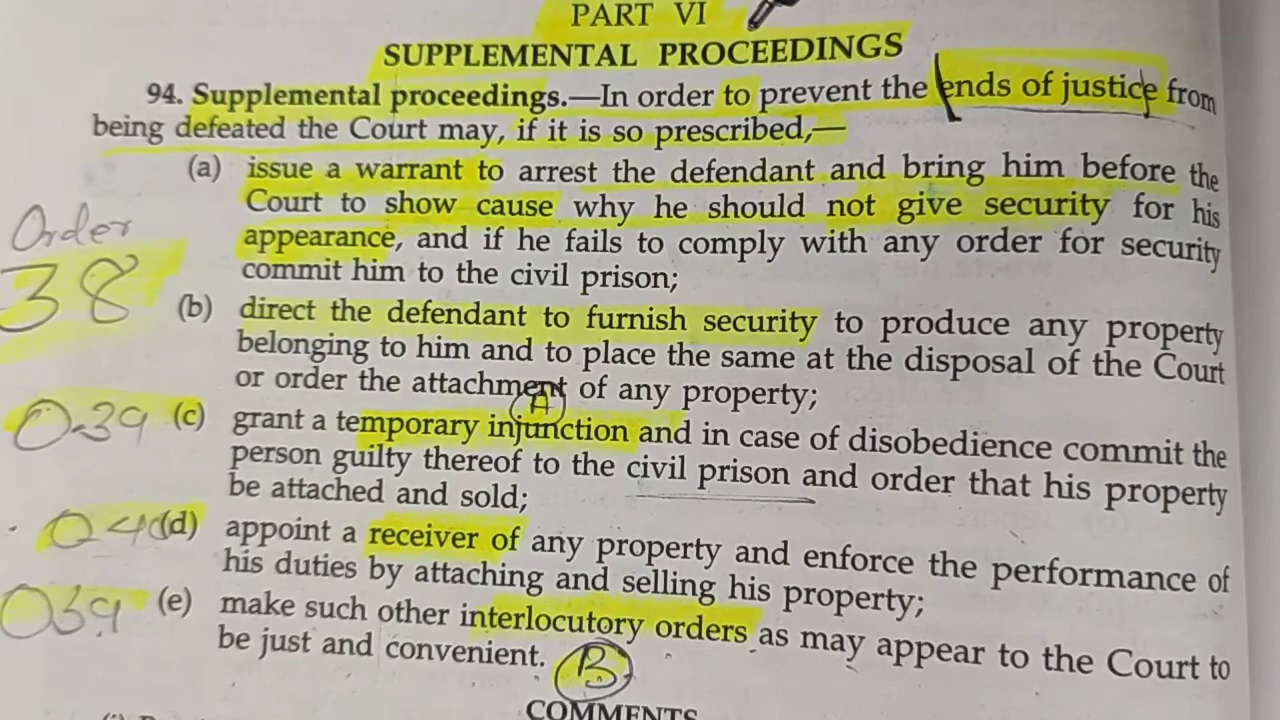 PART VI
SUPPLEMENTAL PROCEEDINGS
94. Supplemental proceedings.—In order to prevent the ends of justice from
being defeated the Court may, if it is so prescribed,—
(a) issue a warrant to arrest the defendant and bring him before the
Court to show cause why he should not give security for his
Order
appearance, and if he fails to comply with any order for security
38
commit him to the civil prison;
(b) direct the defendant to furnish security to produce any property
belonging to him and to place the same at the disposal of the Court
or order the attachment of any property;
A
O.39 (c) grant a temporary injunction and in case of disobedience commit the
person guilty thereof to the civil prison and order that his property
be attached and sold;
O 40 (d) appoint a receiver of any property and enforce the performance of
his duties by attaching and selling his property;
O39 (e) make such other interlocutory orders as may appear to the Court to
be just and convenient.
B
COMMENTS